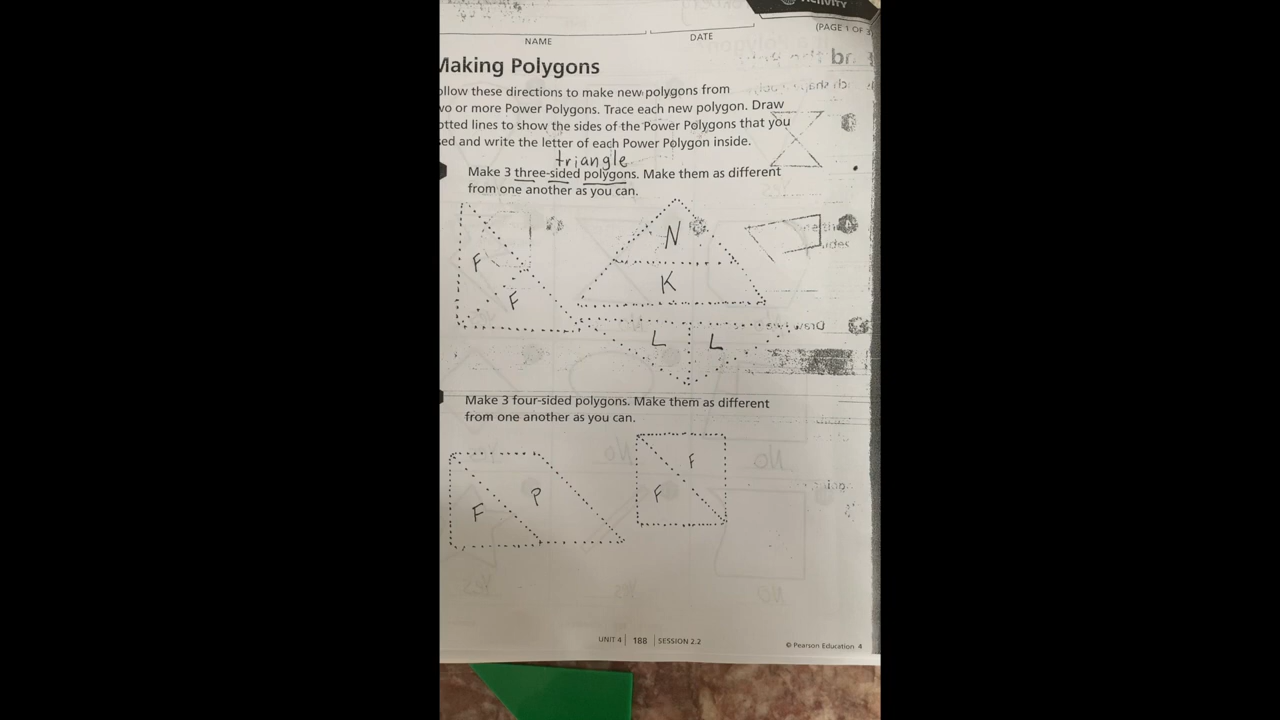 ACTIVITY
(PAGE 1 OF 3
NAME
DATE
Making Polygons
ollow these directions to make new polygons from
wo or more Power Polygons. Trace each new polygon. Draw
otted lines to show the sides of the Power Polygons that you
sed and write the letter of each Power Polygon inside.
triangle
Make 3 three-sided polygons. Make them as different
from one another as you can.
N
F
K
F
L L
Make 3 four-sided polygons. Make them as different
from one another as you can.
F
P
F
F
UNIT 4 188 SESSION 2.2
© Pearson Education 4